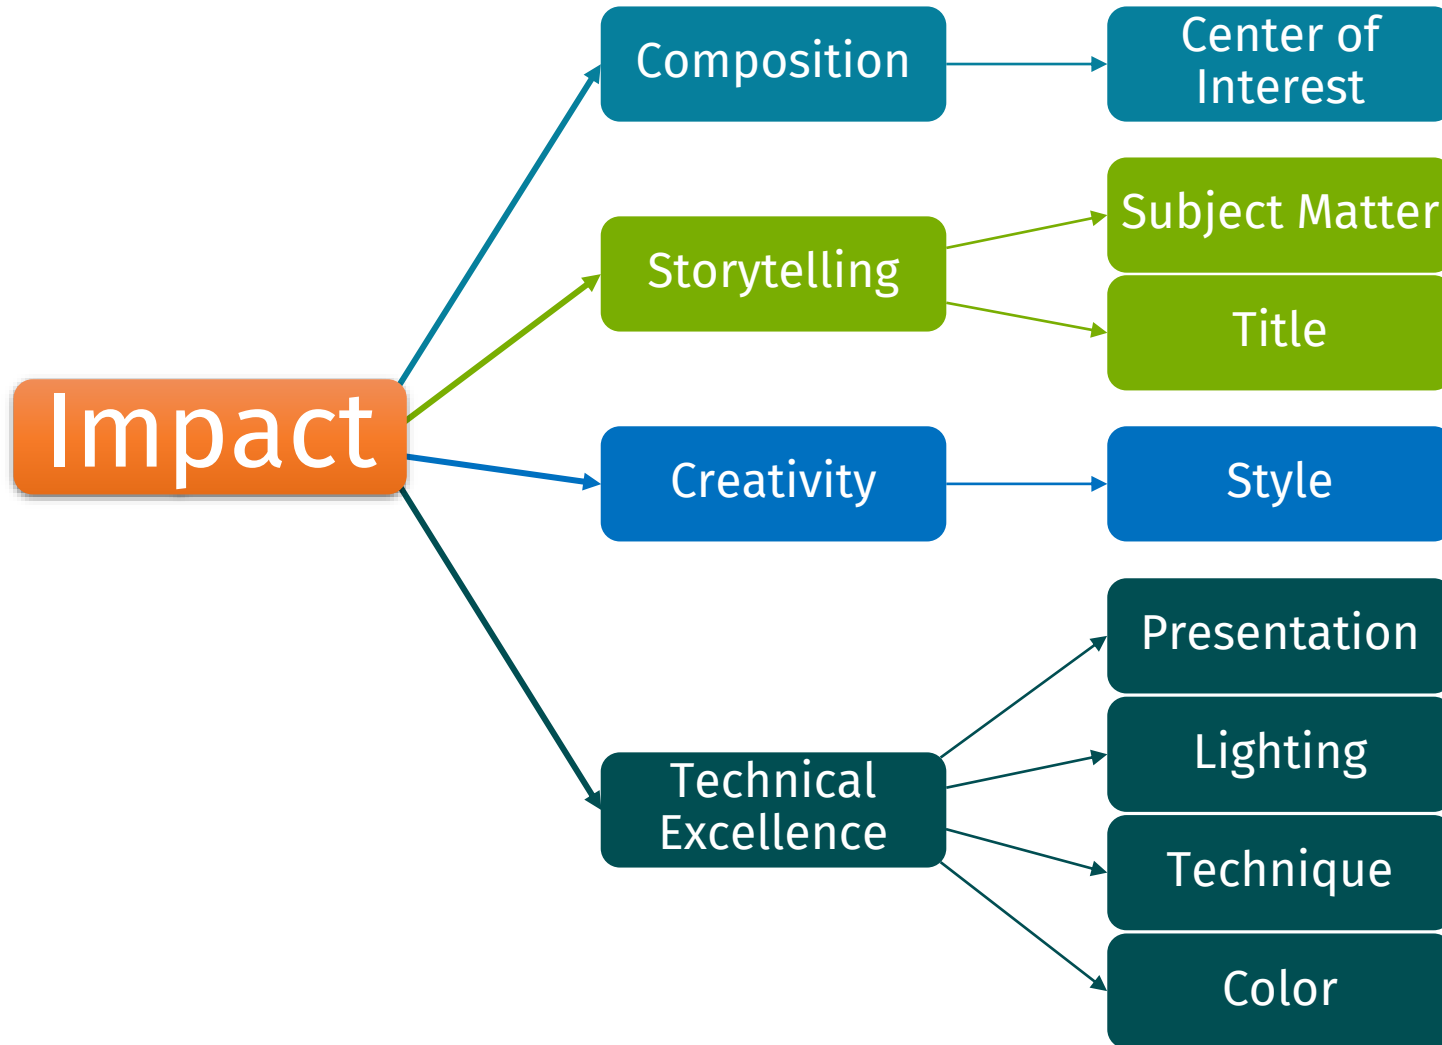 Impact
Composition
Center of
Interest
Storytelling
Subject Matter
Title
Creativity
Style
Technical
Excellence
Presentation
Lighting
Technique
Color